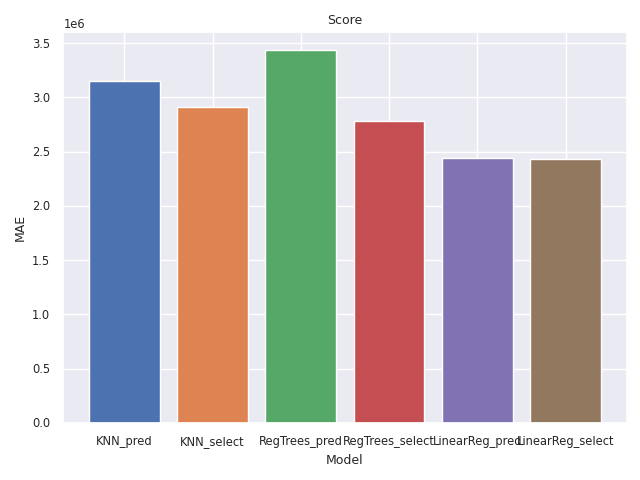 Score
1e6
3.5
3.0
2.5
2.0
1.5
1.0
0.5
0.0
MAE
KNN_pred
KNN_select
RegTrees_pred
RegTrees_select
LinearReg_pred
LinearReg_select
Model